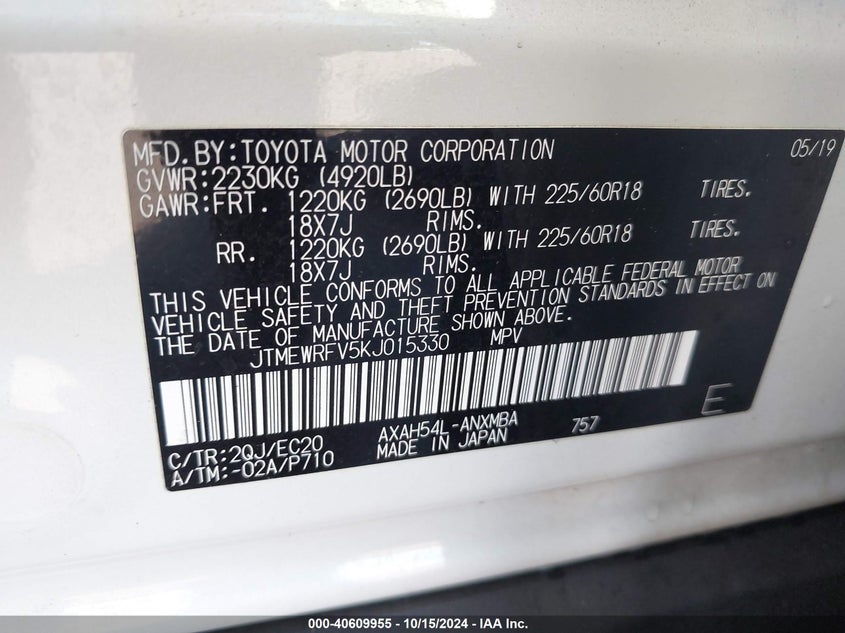 MFD.BY:TOYOTA MOTOR CORPORATION 05/19
GVWR:2230KG (4920LB)
GAWR:FRT. 1220KG (2690LB) WITH 225/60R18 TIRES.
18X7J RIMS.
RR. 1220KG (2690LB) WITH 225/60R18 TIRES.
18X7J RIMS.
THIS VEHICLE CONFORMS TO ALL APPLICABLE FEDERAL MOTOR
VEHICLE SAFETY AND THEFT PREVENTION STANDARDS IN EFFECT ON
THE DATE OF MANUFACTURE SHOWN ABOVE.
JTMEWRFV5KJ015330 MPV
C/TR:2QJ/EC20 AXAH54L-ANXMBA 757 E
A/TM:-02A/P710 MADE IN JAPAN
000-40609955 - 10/15/2024 - IAA Inc.